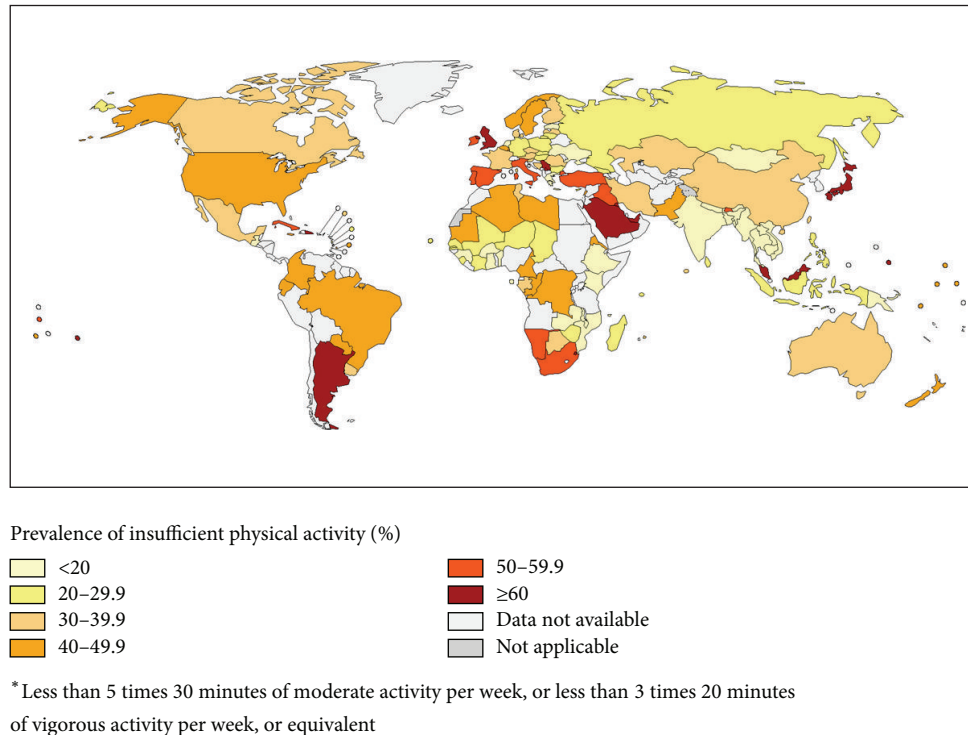 Prevalence of insufficient physical activity (%)
<20
20–29.9
30–39.9
40–49.9
50–59.9
≥60
Data not available
Not applicable
*Less than 5 times 30 minutes of moderate activity per week, or less than 3 times 20 minutes
of vigorous activity per week, or equivalent